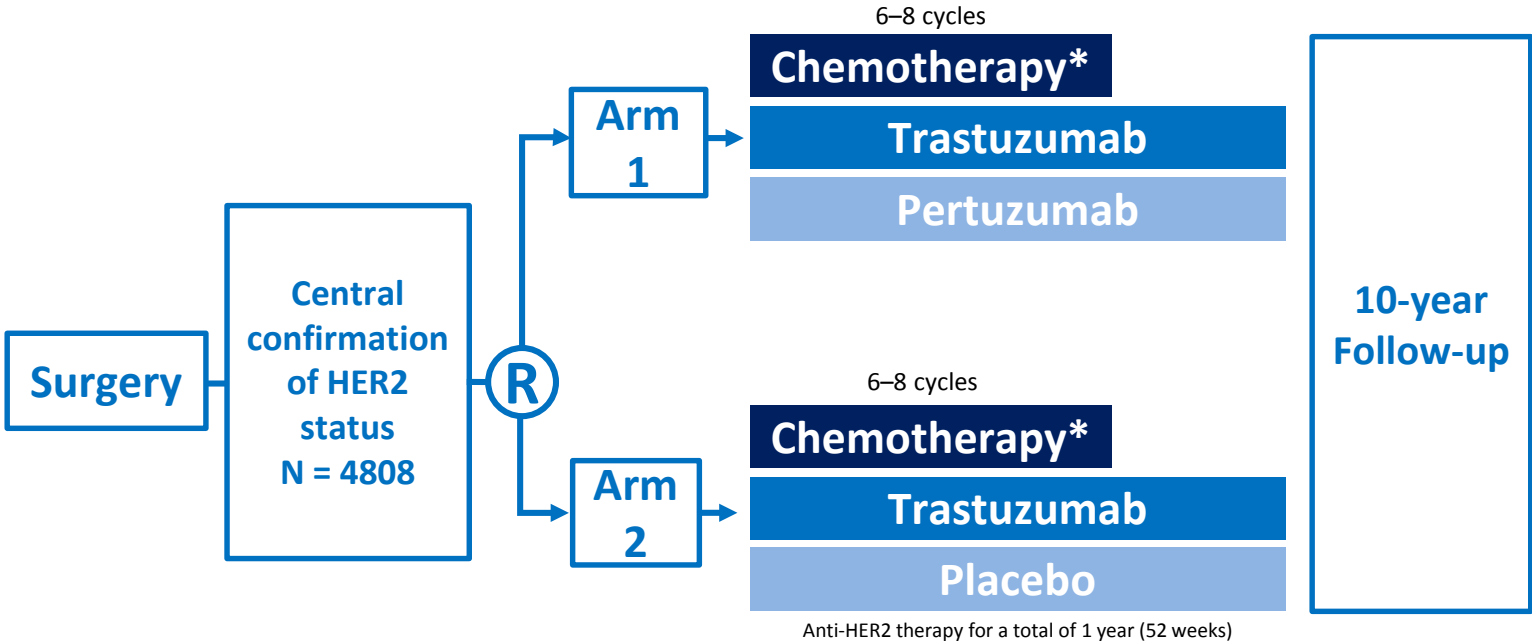 Surgery
Central
confirmation
of HER2
status
N = 4808
R
Arm
1
6–8 cycles
Chemotherapy*
Trastuzumab
Pertuzumab
Arm
2
6–8 cycles
Chemotherapy*
Trastuzumab
Placebo
Anti-HER2 therapy for a total of 1 year (52 weeks)
10-year
Follow-up